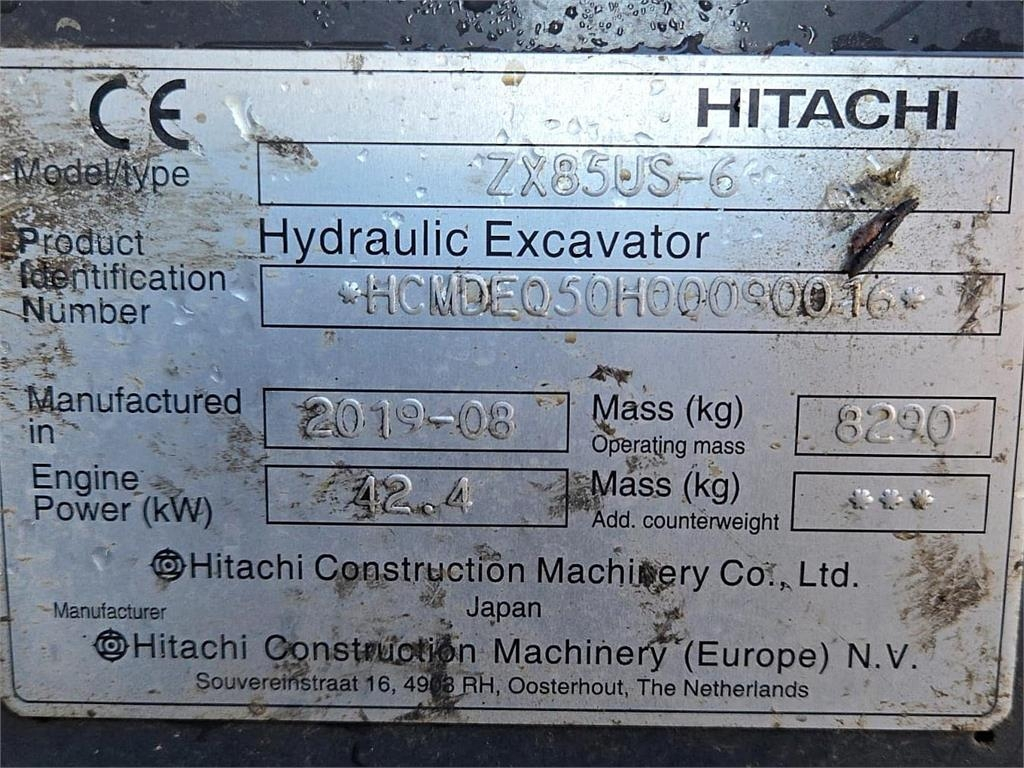 CE HITACHI
Model/type ZX85US-6
Product Hydraulic Excavator
Identification
Number *HCMDEQ50H00090016*
Manufactured
in 2019-08 Mass (kg)
Operating mass 8290
Engine
Power (kW) 42.4 Mass (kg)
Add. counterweight ***
Hitachi Construction Machinery Co., Ltd.
Manufacturer Japan
Hitachi Construction Machinery (Europe) N.V.
Souvereinstraat 16, 4903 RH, Oosterhout, The Netherlands